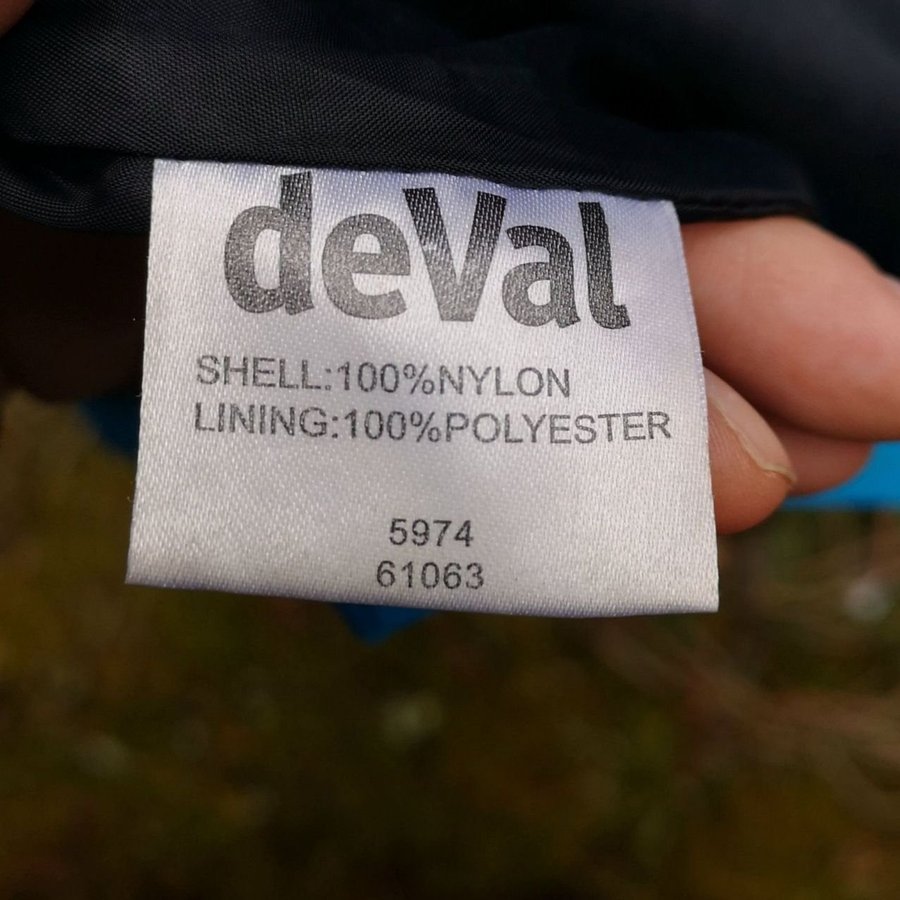 deVal
SHELL:100%NYLON
LINING:100%POLYESTER
5974
61063